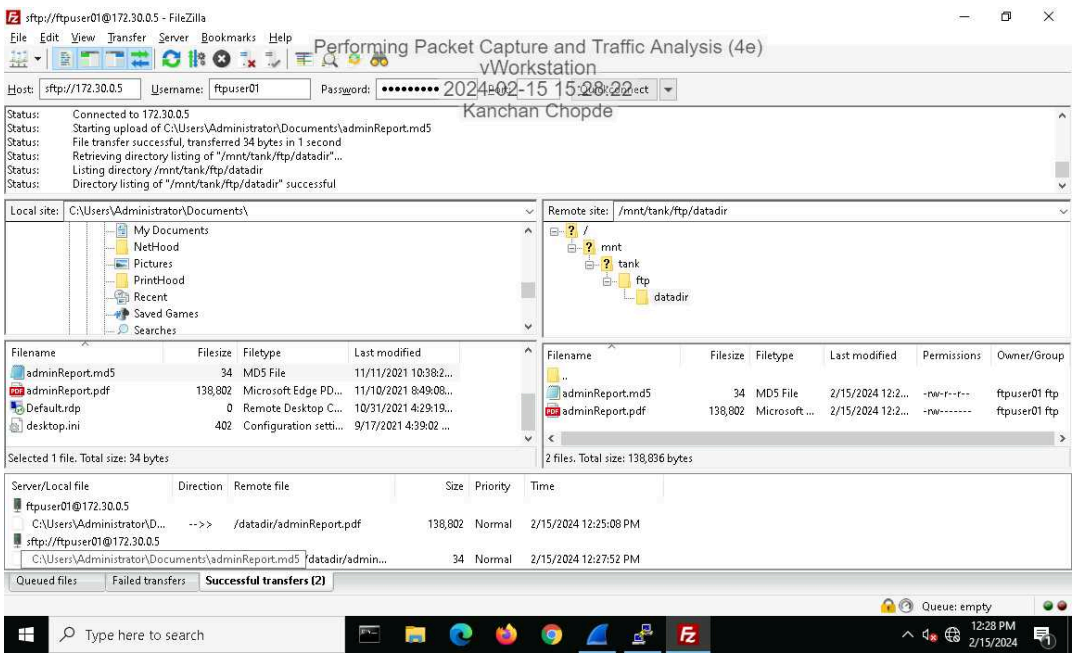 sftp://ftpuser01@172.30.0.5 - FileZilla
File Edit View Transfer Server Bookmarks Help
Performing Packet Capture and Traffic Analysis (4e)
vWorkstation
2024-02-15 15:28:22
Kanchan Chopde
Host: sftp://172.30.0.5 Username: ftpuser01 Password: ●●●●●●●●● Quickconnect
Status: Connected to 172.30.0.5
Status: Starting upload of C:\Users\Administrator\Documents\adminReport.md5
Status: File transfer successful, transferred 34 bytes in 1 second
Status: Retrieving directory listing of "/mnt/tank/ftp/datadir"...
Status: Listing directory /mnt/tank/ftp/datadir
Status: Directory listing of "/mnt/tank/ftp/datadir" successful
Local site: C:\Users\Administrator\Documents\
My Documents
NetHood
Pictures
PrintHood
Recent
Saved Games
Searches
Remote site: /mnt/tank/ftp/datadir
/
mnt
tank
ftp
datadir
Filename Filesize Filetype Last modified
adminReport.md5 34 MD5 File 11/11/2021 10:38:2...
adminReport.pdf 138,802 Microsoft Edge PD... 11/10/2021 8:49:08...
Default.rdp 0 Remote Desktop C... 10/31/2021 4:29:19...
desktop.ini 402 Configuration setti... 9/17/2021 4:39:02 ...
Selected 1 file. Total size: 34 bytes
Filename Filesize Filetype Last modified Permissions Owner/Group
..
adminReport.md5 34 MD5 File 2/15/2024 12:2... -rw-r--r-- ftpuser01 ftp
adminReport.pdf 138,802 Microsoft ... 2/15/2024 12:2... -rw------- ftpuser01 ftp
2 files. Total size: 138,836 bytes
Server/Local file Direction Remote file Size Priority Time
ftpuser01@172.30.0.5
C:\Users\Administrator\D... -->> /datadir/adminReport.pdf 138,802 Normal 2/15/2024 12:25:08 PM
sftp://ftpuser01@172.30.0.5
C:\Users\Administrator\Documents\adminReport.md5 /datadir/admin... 34 Normal 2/15/2024 12:27:52 PM
Queued files Failed transfers Successful transfers (2)
Queue: empty
Type here to search
12:28 PM
2/15/2024